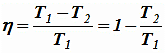 η = (T₁ − T₂) / T₁ = 1 − T₂ / T₁